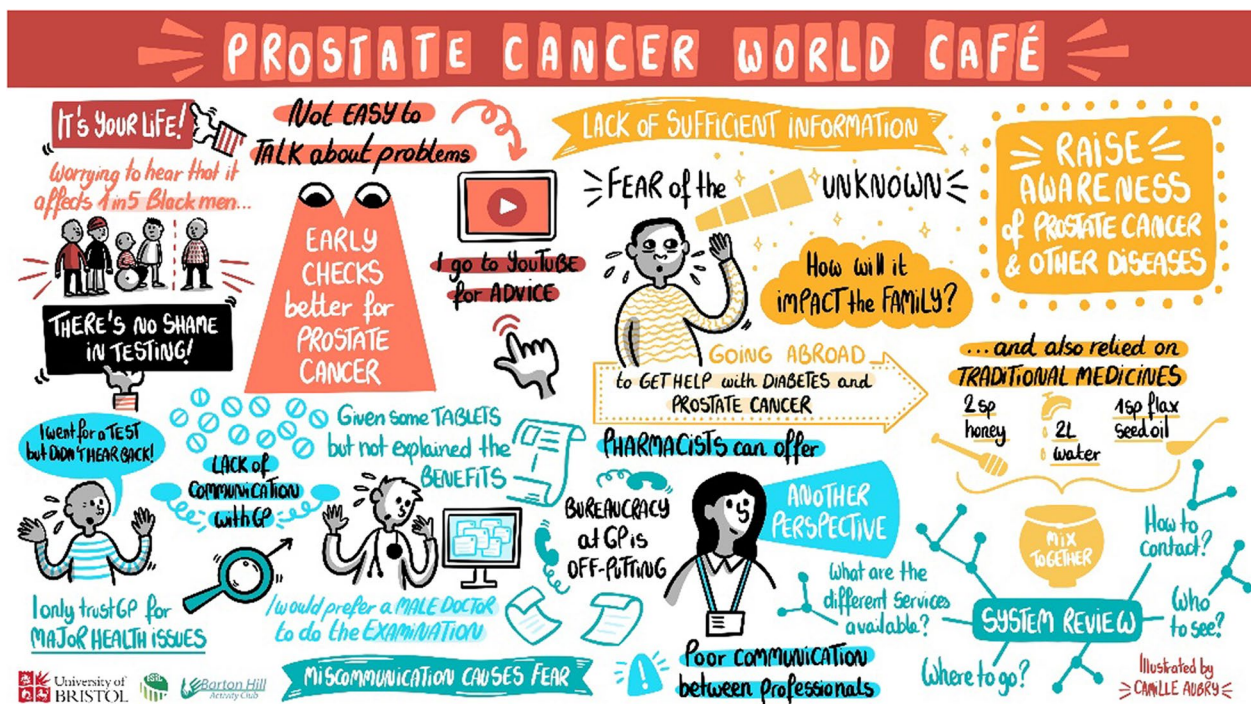 PROSTATE CANCER WORLD CAFÉ
IT'S YOUR LIFE!
Worrying to hear that it
affects 1 in 5 Black men...
THERE'S NO SHAME
IN TESTING!
Not EASY to
TALK about problems
EARLY
CHECKS
better for
PROSTATE
CANCER
I go to YOUTUBE
for ADVICE
LACK OF SUFFICIENT INFORMATION
FEAR of the UNKNOWN
How will it
impact the FAMILY?
RAISE
AWARENESS
of PROSTATE CANCER
& OTHER DISEASES
GOING ABROAD
to GET HELP with DIABETES and
PROSTATE CANCER
...and also relied on
TRADITIONAL MEDICINES
2sp
honey
2L
water
1sp flax
seed oil
MIX
TOGETHER
I went for a TEST
but DIDN'T HEAR BACK!
LACK of
COMMUNICATION
with GP
I only trust GP for
MAJOR HEALTH ISSUES
Given some TABLETS
but not explained the
BENEFITS
I would prefer a MALE DOCTOR
to do the EXAMINATION
BUREAUCRACY
at GP is
OFF-PUTTING
PHARMACISTS can offer
ANOTHER
PERSPECTIVE
What are the
different services
available?
SYSTEM REVIEW
How to
contact?
Who
to see?
Where to go?
MISCOMMUNICATION CAUSES FEAR
Poor COMMUNICATION
between Professionals
University of
BRISTOL
Barton Hill
Activity Club
Illustrated by
CAMILLE AUBRY